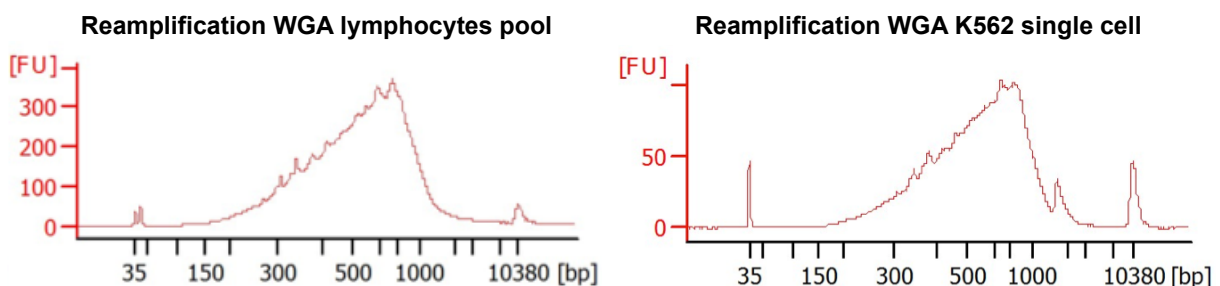 Reamplification WGA lymphocytes pool
[FU]
300
200
100
0
35 150 300 500 1000 10380 [bp]
Reamplification WGA K562 single cell
[FU]
50
0
35 150 300 500 1000 10380 [bp]